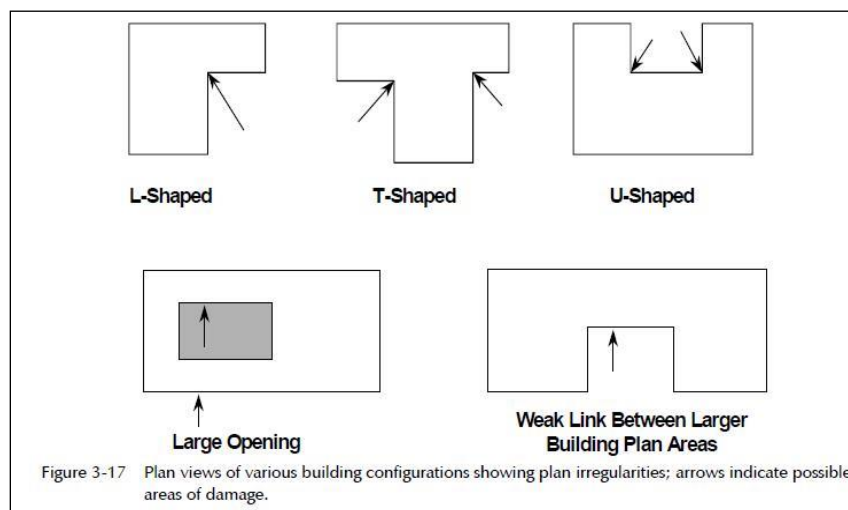 L-Shaped
T-Shaped
U-Shaped
Large Opening
Weak Link Between Larger
Building Plan Areas
Figure 3-17 Plan views of various building configurations showing plan irregularities; arrows indicate possible
areas of damage.